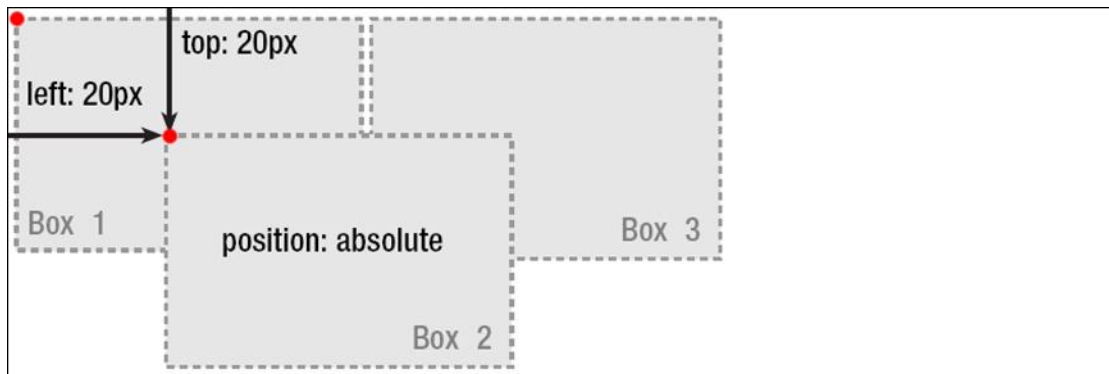 top: 20px
left: 20px
Box 1
position: absolute
Box 3
Box 2